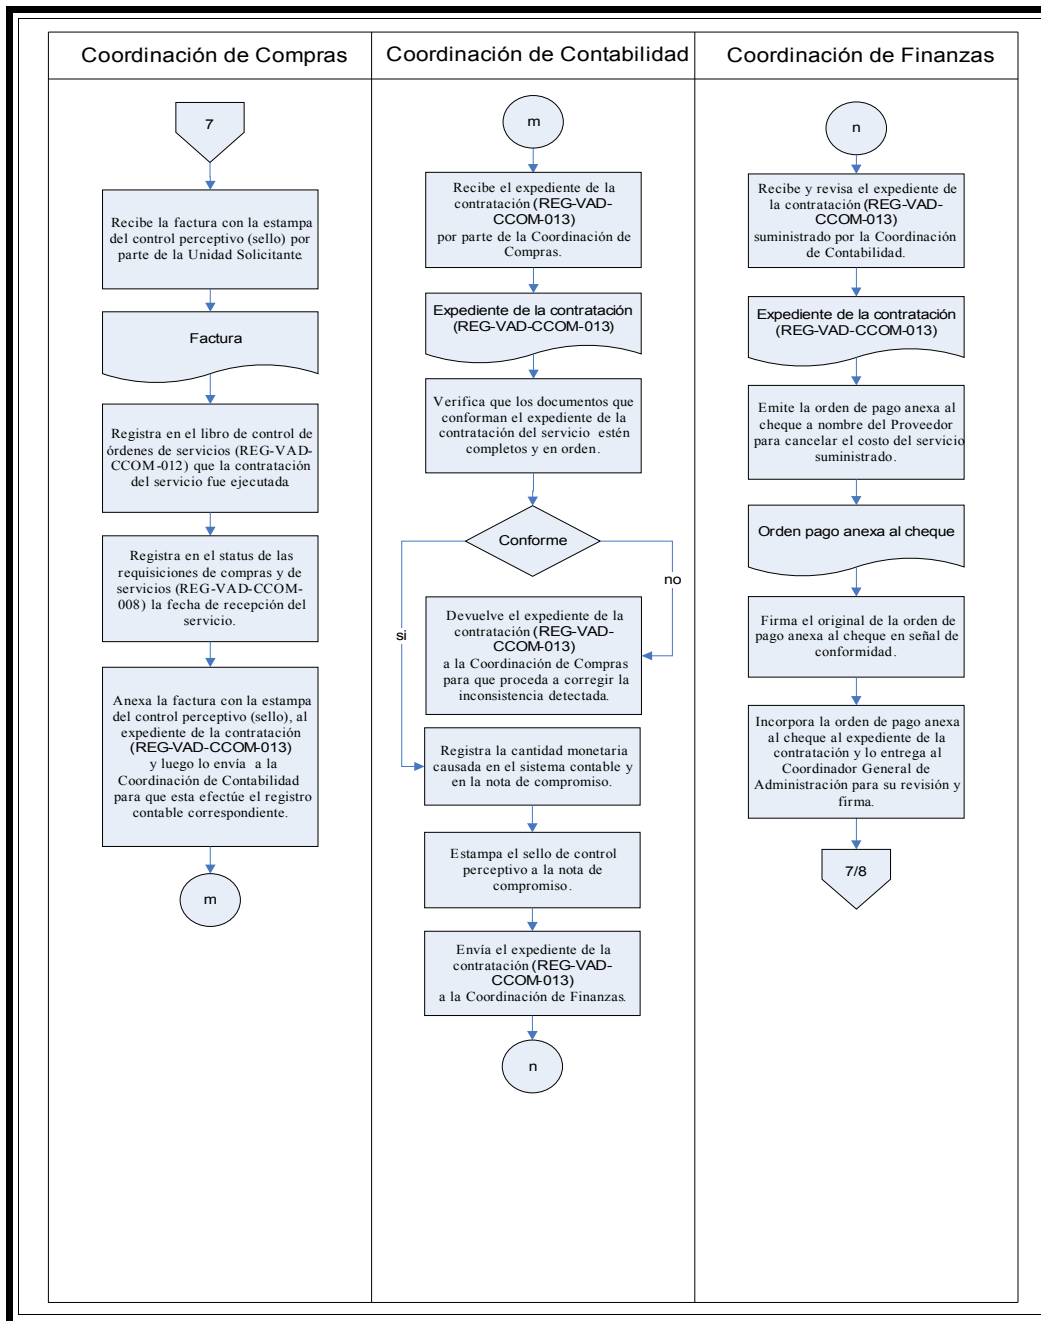 Coordinación de Compras
7
Recibe la factura con la estampa
del control perceptivo (sello) por
parte de la Unidad Solicitante.
Factura
Registra en el libro de control de
órdenes de servicios (REG-VAD-
CCOM-012) que la contratación
del servicio fue ejecutada.
Registra en el status de las
requisiciones de compras y de
servicios (REG-VAD-CCOM-
008) la fecha de recepción del
servicio.
Anexa la factura con la estampa
del control perceptivo (sello), al
expediente de la contratación
(REG-VAD-CCOM-013)
y luego lo envía a la
Coordinación de Contabilidad
para que esta efectúe el registro
contable correspondiente.
m
Coordinación de Contabilidad
m
Recibe el expediente de la
contratación (REG-VAD-
CCOM-013)
por parte de la Coordinación de
Compras.
Expediente de la contratación
(REG-VAD-CCOM-013)
Verifica que los documentos que
conforman el expediente de la
contratación del servicio estén
completos y en orden.
Conforme
no
si
Devuelve el expediente de la
contratación (REG-VAD-
CCOM-013)
a la Coordinación de Compras
para que proceda a corregir la
inconsistencia detectada.
Registra la cantidad monetaria
causada en el sistema contable y
en la nota de compromiso.
Estampa el sello de control
perceptivo a la nota de
compromiso.
Envía el expediente de la
contratación (REG-VAD-
CCOM-013)
a la Coordinación de Finanzas.
n
Coordinación de Finanzas
n
Recibe y revisa el expediente de
la contratación (REG-VAD-
CCOM-013)
suministrado por la Coordinación
de Contabilidad.
Expediente de la contratación
(REG-VAD-CCOM-013)
Emite la orden de pago anexa al
cheque a nombre del Proveedor
para cancelar el costo del servicio
suministrado.
Orden pago anexa al cheque
Firma el original de la orden de
pago anexa al cheque en señal de
conformidad.
Incorpora la orden de pago anexa
al cheque al expediente de la
contratación y lo entrega al
Coordinador General de
Administración para su revisión y
firma.
7/8